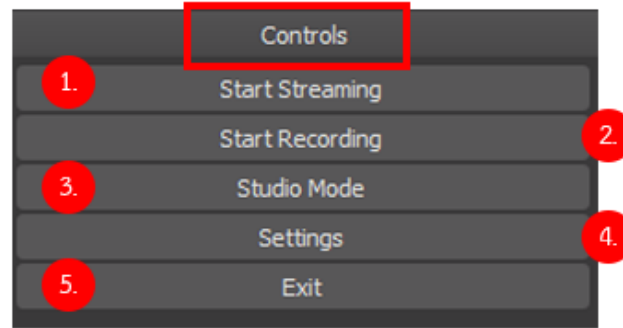 Controls
1. Start Streaming
Start Recording 2.
3. Studio Mode
Settings 4.
5. Exit